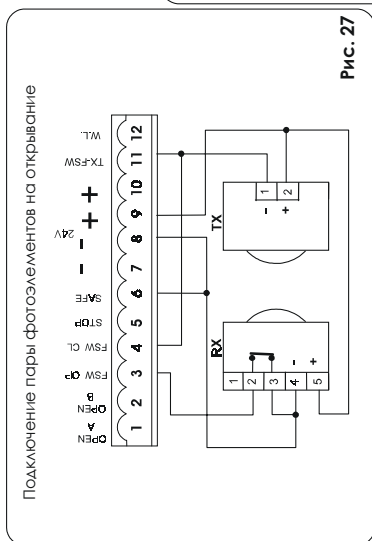 Подключение пары фотоэлементов на открывание
OPEN A
OPEN B
FSW OP
FSW CL
STOP
SAFE
- - 24V + +
TX-FSW
W.L.
1 2 3 4 5 6 7 8 9 10 11 12
RX
1 2 3 4 5
- +
TX
1 2
- +
Рис. 27